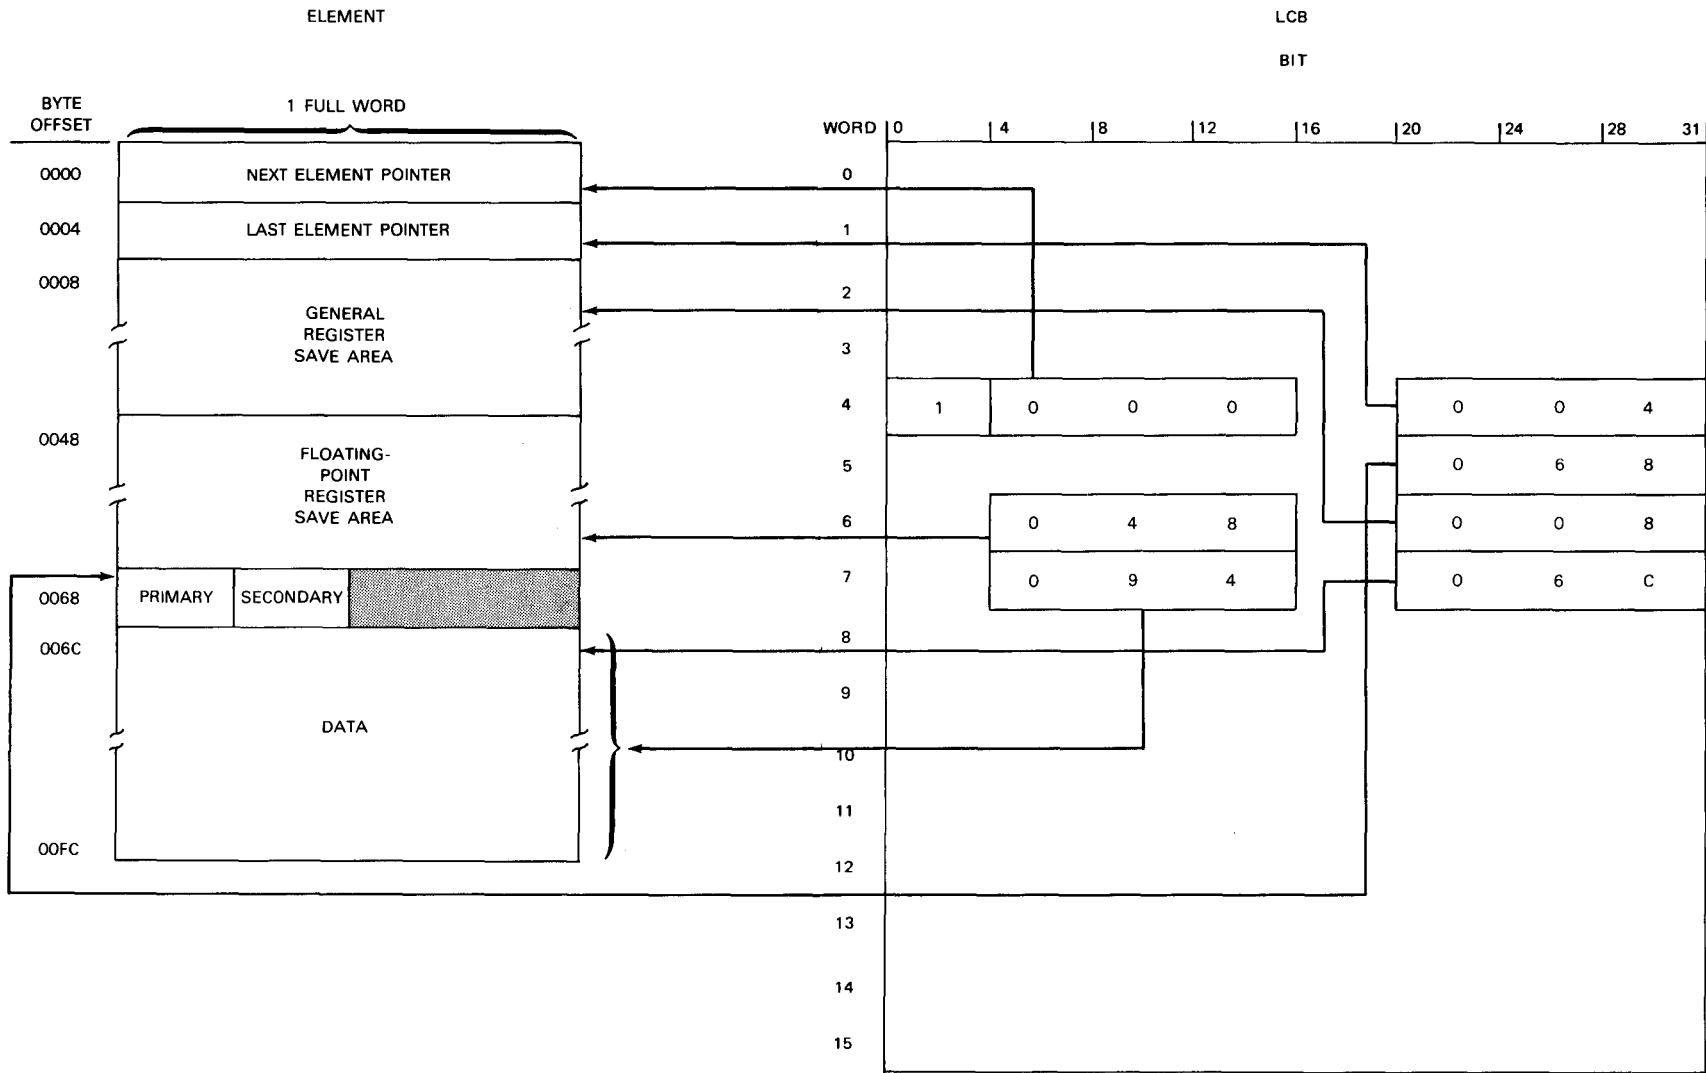 ELEMENT
LCB
BIT
BYTE
OFFSET
1 FULL WORD
WORD 0 4 8 12 16 20 24 28 31
0000 NEXT ELEMENT POINTER 0
0004 LAST ELEMENT POINTER 1
0008 2
GENERAL
REGISTER
SAVE AREA
3
4 1 0 0 0 0 0 4
0048
FLOATING-
POINT
REGISTER
SAVE AREA
5 0 6 8
6 0 4 8 0 0 8
7 0 9 4 0 6 C
0068 PRIMARY SECONDARY
006C 8
9
DATA
10
11
00FC
12
13
14
15